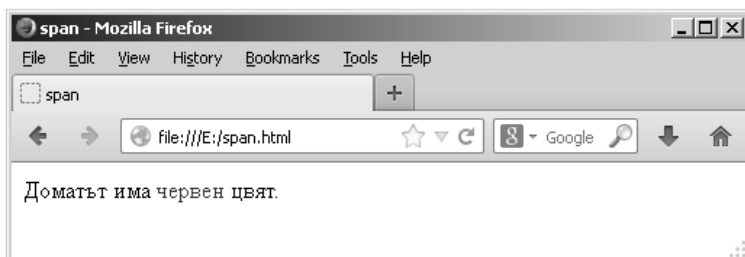 span - Mozilla Firefox
File Edit View History Bookmarks Tools Help
span
file:///E:/span.html Google
Доматът има червен цвят.